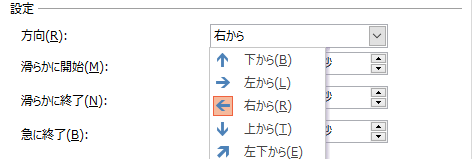 設定
方向(R):
右から
滑らかに開始(M):
秒
滑らかに終了(N):
秒
急に終了(B):
秒
下から(B)
左から(L)
右から(R)
上から(T)
左下から(E)